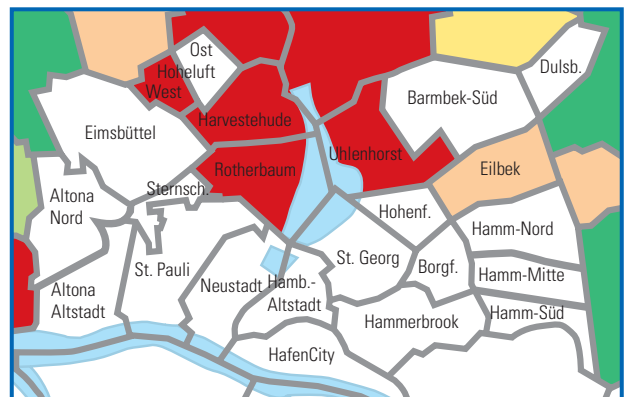 Ost
Hoheluft
West
Dulsb.
Barmbek-Süd
Harvestehude
Eimsbüttel
Uhlenhorst
Rotherbaum
Eilbek
Sternsch.
Altona
Nord
Hohenf.
Hamm-Nord
St. Georg
St. Pauli
Borgf.
Hamm-Mitte
Neustadt
Hamb.-
Altstadt
Altona
Altstadt
Hamm-Süd
Hammerbrook
HafenCity